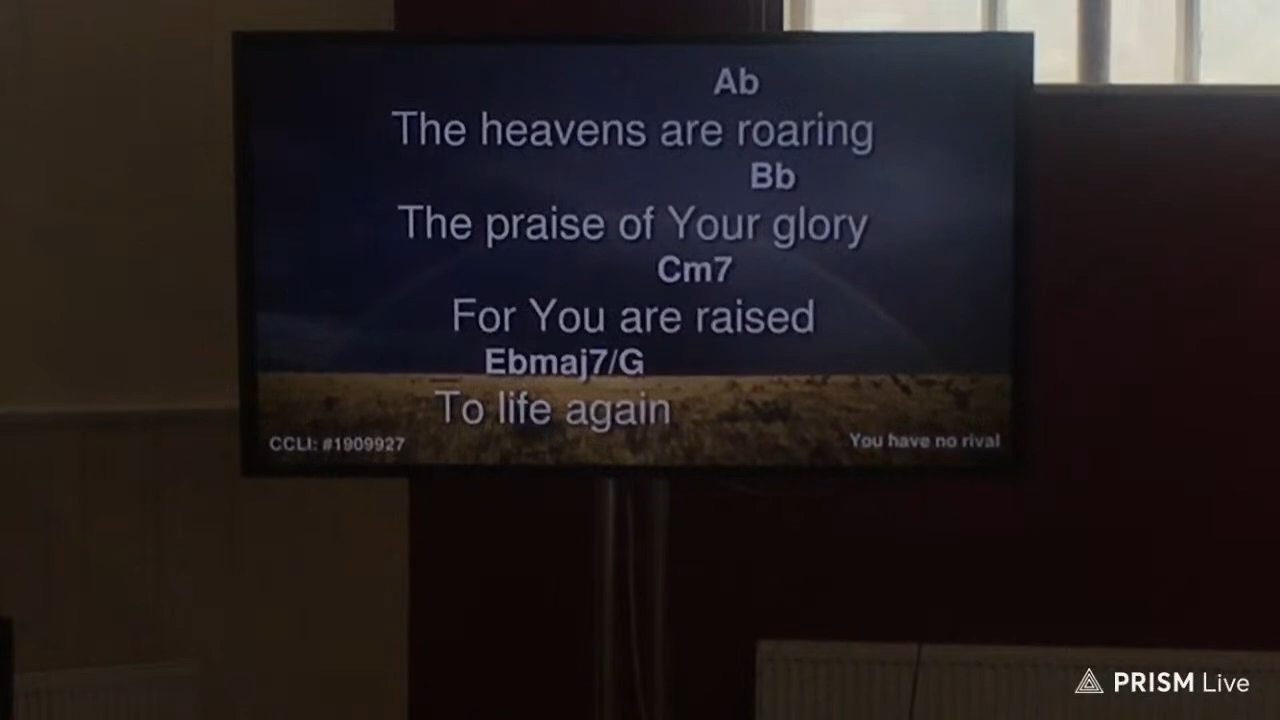 Ab
The heavens are roaring
Bb
The praise of Your glory
Cm7
For You are raised
Ebmaj7/G
To life again
CCLI: #1909927
You have no rival
PRISM Live